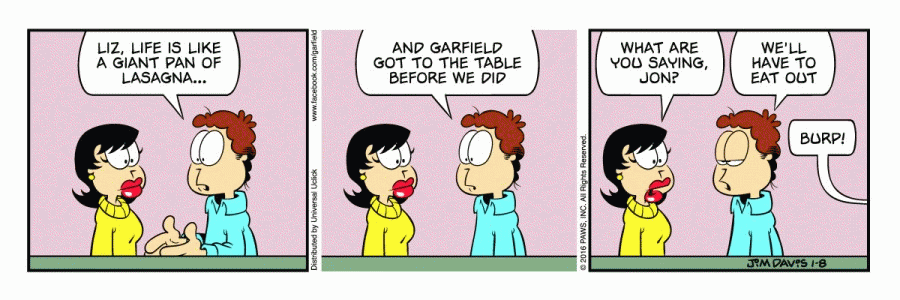 LIZ, LIFE IS LIKE
A GIANT PAN OF
LASAGNA...
www.facebook.com/garfield
Distributed by Universal Uclick
AND GARFIELD
GOT TO THE TABLE
BEFORE WE DID
© 2016 PAWS, INC. All Rights Reserved.
WHAT ARE
YOU SAYING,
JON?
WE'LL
HAVE TO
EAT OUT
BURP!
JIM DAVIS 1-8